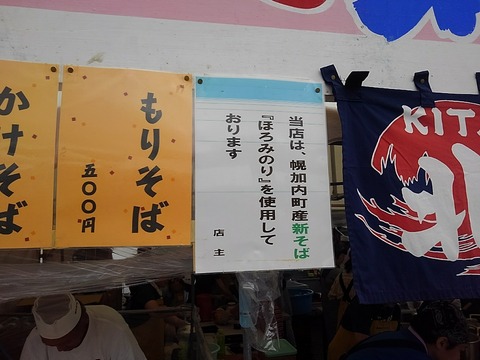 当店は、幌加内町産新そば
『ほろみのり』を使用して
おります
店主
もりそば
五〇〇円
かけそば
KITA